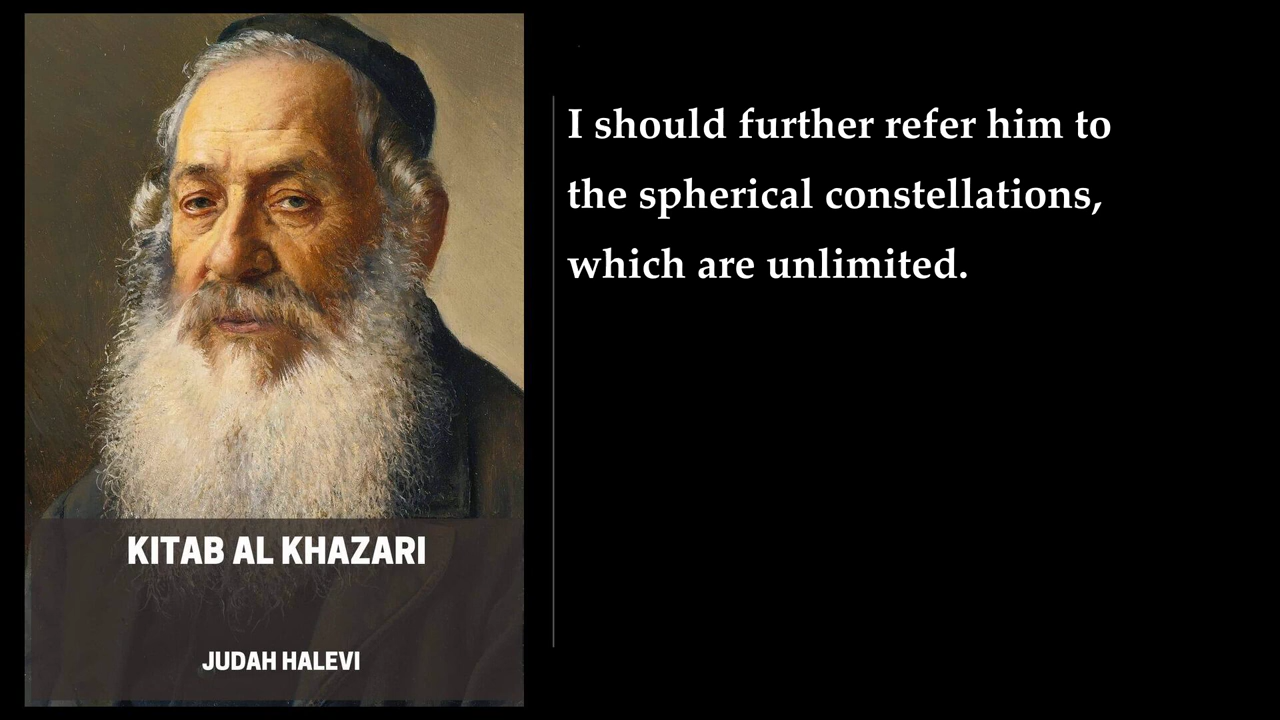 KITAB AL KHAZARI
JUDAH HALEVI
I should further refer him to
the spherical constellations,
which are unlimited.